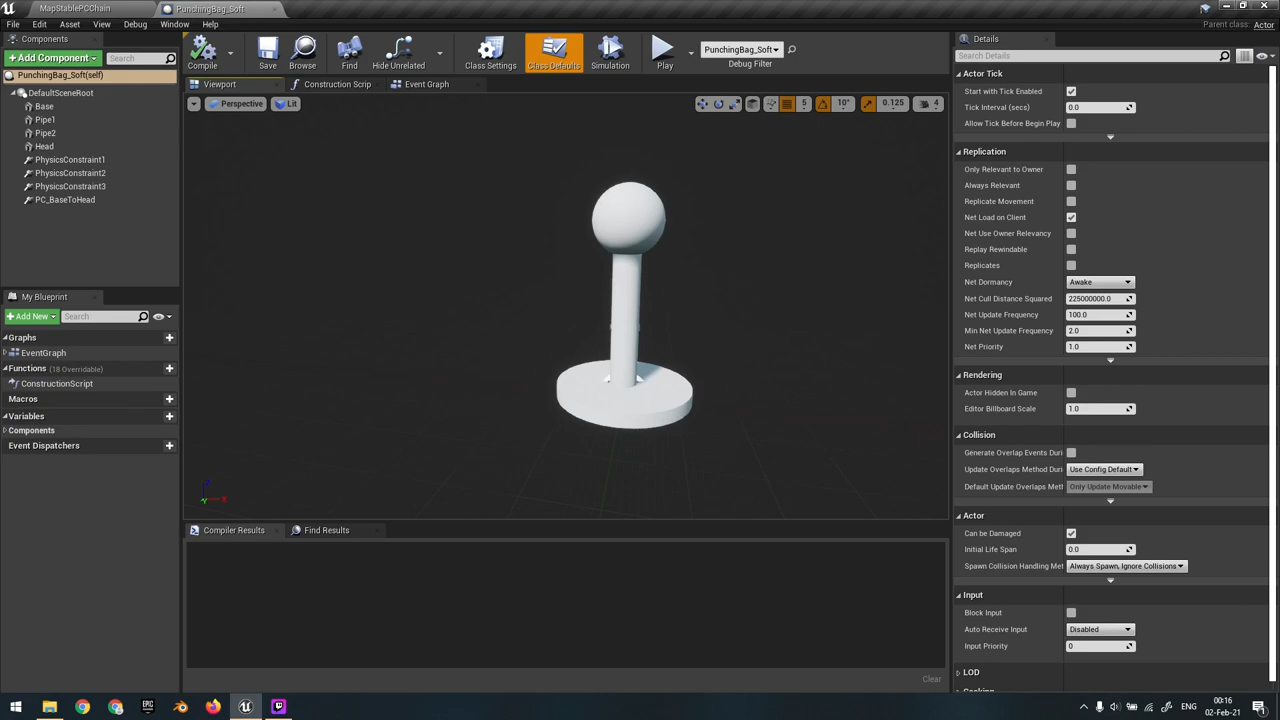 MapStablePCChain
PunchingBag_Soft
File
Edit
Asset
View
Debug
Window
Help
Parent class:
Actor
Components
Add Component
Search
PunchingBag_Soft(self)
DefaultSceneRoot
Base
Pipe1
Pipe2
Head
PhysicsConstraint1
PhysicsConstraint2
PhysicsConstraint3
PC_BaseToHead
My Blueprint
Add New
Search
Graphs
EventGraph
Functions (18 Overridable)
ConstructionScript
Macros
Variables
Components
Event Dispatchers
Compile
Save
Browse
Find
Hide Unrelated
Class Settings
Class Defaults
Simulation
Play
PunchingBag_Soft
Debug Filter
Viewport
Construction Scrip
Event Graph
Perspective
Lit
5
10°
0.125
4
Z
Y
X
Compiler Results
Find Results
Clear
Details
Search Details
Actor Tick
Start with Tick Enabled
Tick Interval (secs) 0.0
Allow Tick Before Begin Play
Replication
Only Relevant to Owner
Always Relevant
Replicate Movement
Net Load on Client
Net Use Owner Relevancy
Replay Rewindable
Replicates
Net Dormancy Awake
Net Cull Distance Squared 225000000.0
Net Update Frequency 100.0
Min Net Update Frequency 2.0
Net Priority 1.0
Rendering
Actor Hidden In Game
Editor Billboard Scale 1.0
Collision
Generate Overlap Events Duri
Update Overlaps Method Duri Use Config Default
Default Update Overlaps Met Only Update Movable
Actor
Can be Damaged
Initial Life Span 0.0
Spawn Collision Handling Met Always Spawn, Ignore Collisions
Input
Block Input
Auto Receive Input Disabled
Input Priority 0
LOD
Cooking
EPIC
ENG
00:16
02-Feb-21
1